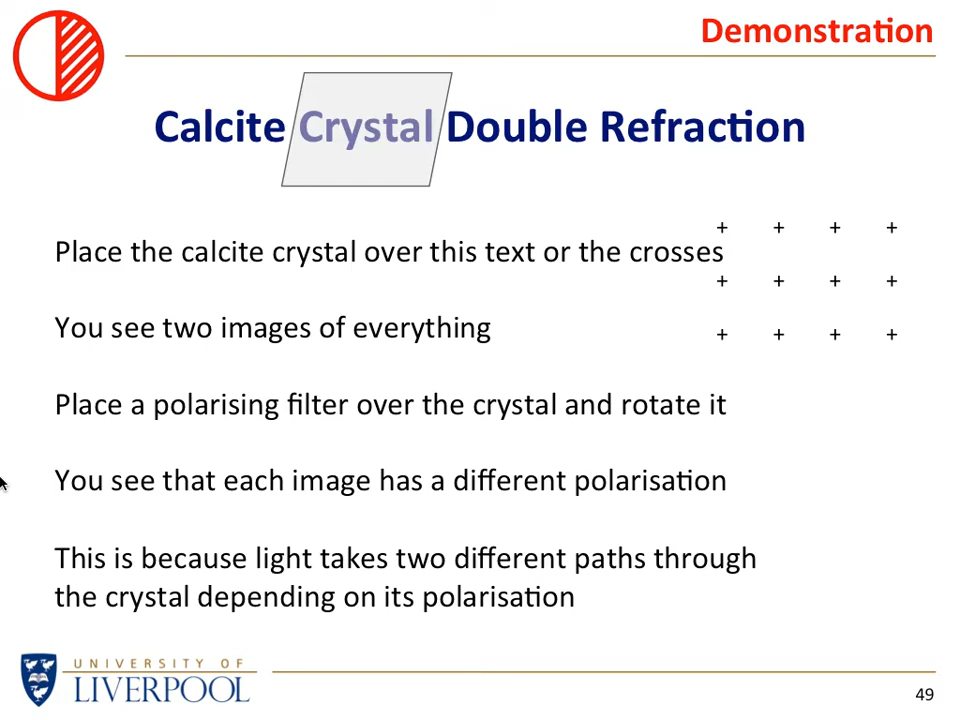 Demonstration
Calcite Crystal Double Refraction
+ + + +
Place the calcite crystal over this text or the crosses
+ + + +
You see two images of everything
+ + + +
Place a polarising filter over the crystal and rotate it
You see that each image has a different polarisation
This is because light takes two different paths through
the crystal depending on its polarisation
UNIVERSITY OF
LIVERPOOL
49